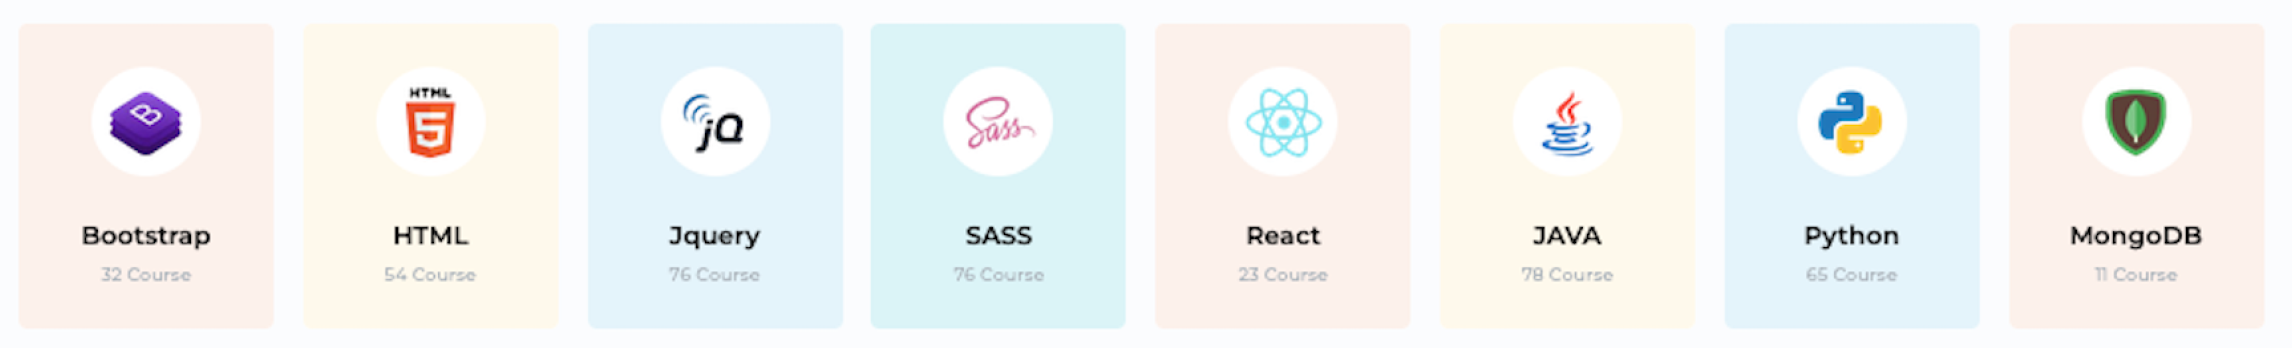 HTML
5
B
jQ
Sass
Bootstrap
32 Course
HTML
54 Course
Jquery
76 Course
SASS
76 Course
React
23 Course
JAVA
78 Course
Python
65 Course
MongoDB
11 Course